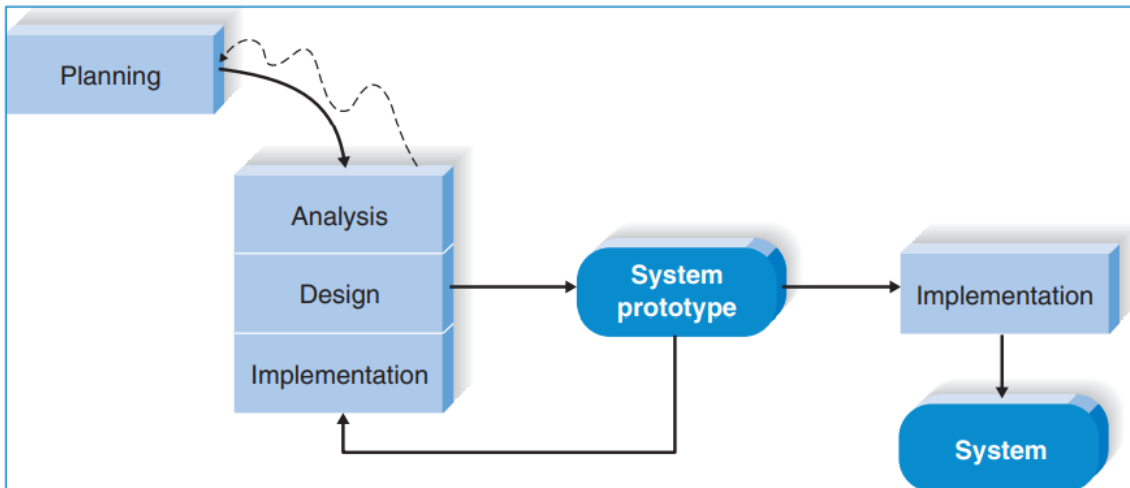 Planning
Analysis
Design
Implementation
System
prototype
Implementation
System